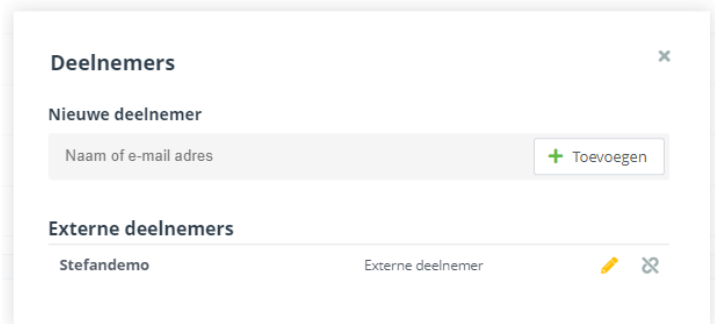 Deelnemers
Nieuwe deelnemer
Naam of e-mail adres
Toevoegen
Externe deelnemers
Stefandemo Externe deelnemer